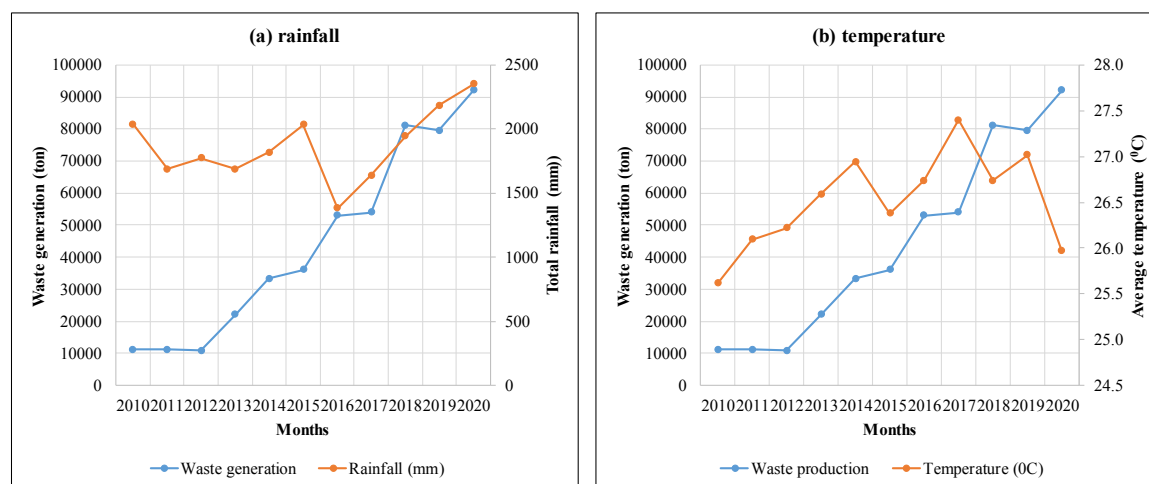 (a) rainfall
100000 2500
90000
80000 2000
70000
60000 1500
50000
40000 1000
30000
20000 500
10000
0 0
Waste generation (ton)
Total rainfall (mm)
2010 2011 2012 2013 2014 2015 2016 2017 2018 2019 2020
Months
Waste generation Rainfall (mm)
(b) temperature
100000 28.0
90000 27.5
80000 27.0
70000 26.5
60000 26.0
50000 25.5
40000 25.0
30000 24.5
20000
10000
0
Waste generation (ton)
Average temperature (⁰C)
2010 2011 2012 2013 2014 2015 2016 2017 2018 2019 2020
Months
Waste production Temperature (0C)